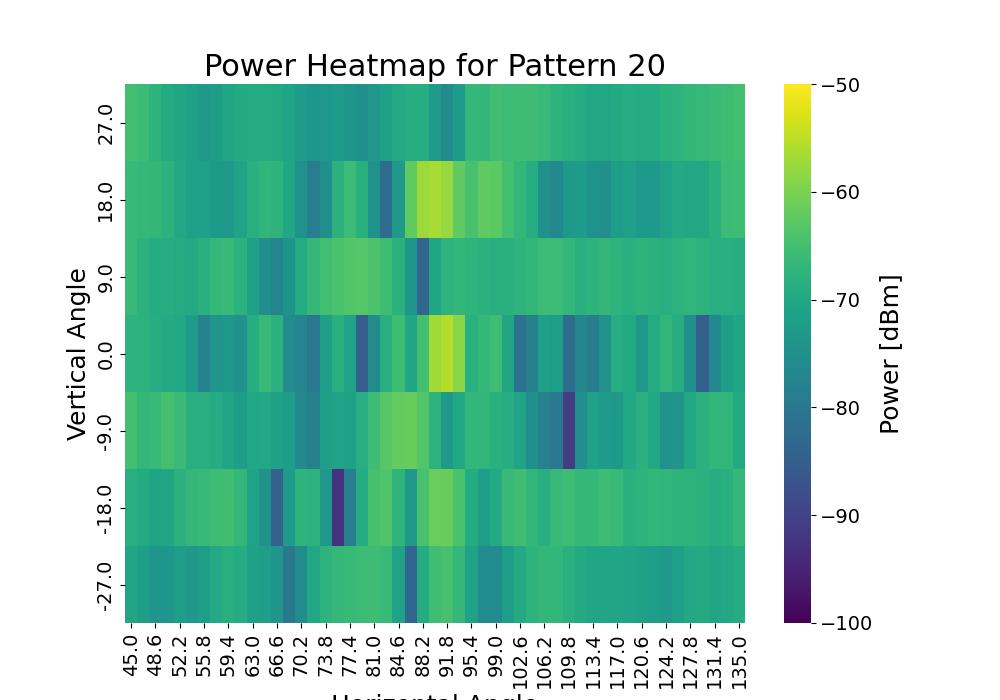 Power Heatmap for Pattern 20
Vertical Angle
27.0
18.0
9.0
0.0
-9.0
-18.0
-27.0
45.0 48.6 52.2 55.8 59.4 63.0 66.6 70.2 73.8 77.4 81.0 84.6 88.2 91.8 95.4 99.0 102.6 106.2 109.8 113.4 117.0 120.6 124.2 127.8 131.4 135.0
Horizontal Angle
−50
−60
−70
−80
−90
−100
Power [dBm]